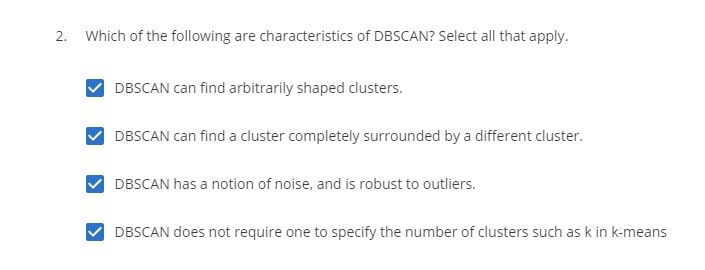 2. Which of the following are characteristics of DBSCAN? Select all that apply.
DBSCAN can find arbitrarily shaped clusters.
DBSCAN can find a cluster completely surrounded by a different cluster.
DBSCAN has a notion of noise, and is robust to outliers.
DBSCAN does not require one to specify the number of clusters such as k in k-means